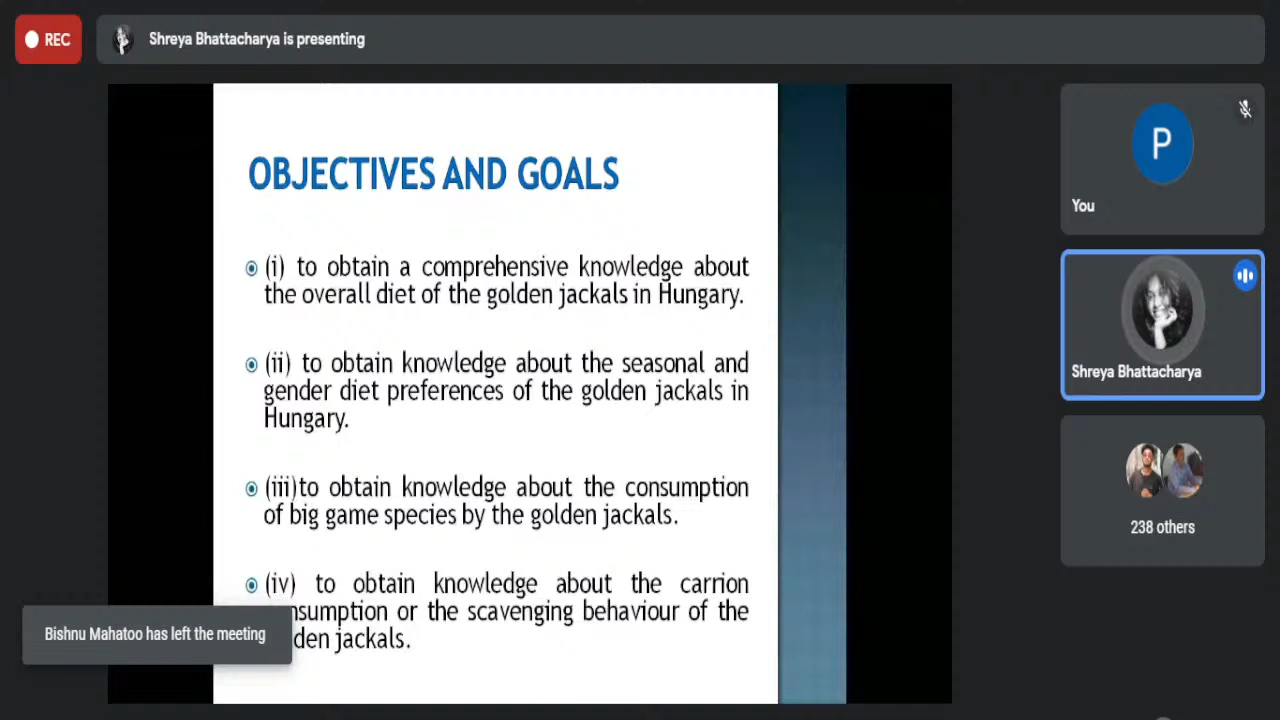 REC
Shreya Bhattacharya is presenting
OBJECTIVES AND GOALS
(i) to obtain a comprehensive knowledge about
the overall diet of the golden jackals in Hungary.
(ii) to obtain knowledge about the seasonal and
gender diet preferences of the golden jackals in
Hungary.
(iii)to obtain knowledge about the consumption
of big game species by the golden jackals.
(iv) to obtain knowledge about the carrion
nsumption or the scavenging behaviour of the
den jackals.
Bishnu Mahatoo has left the meeting
P
You
Shreya Bhattacharya
238 others